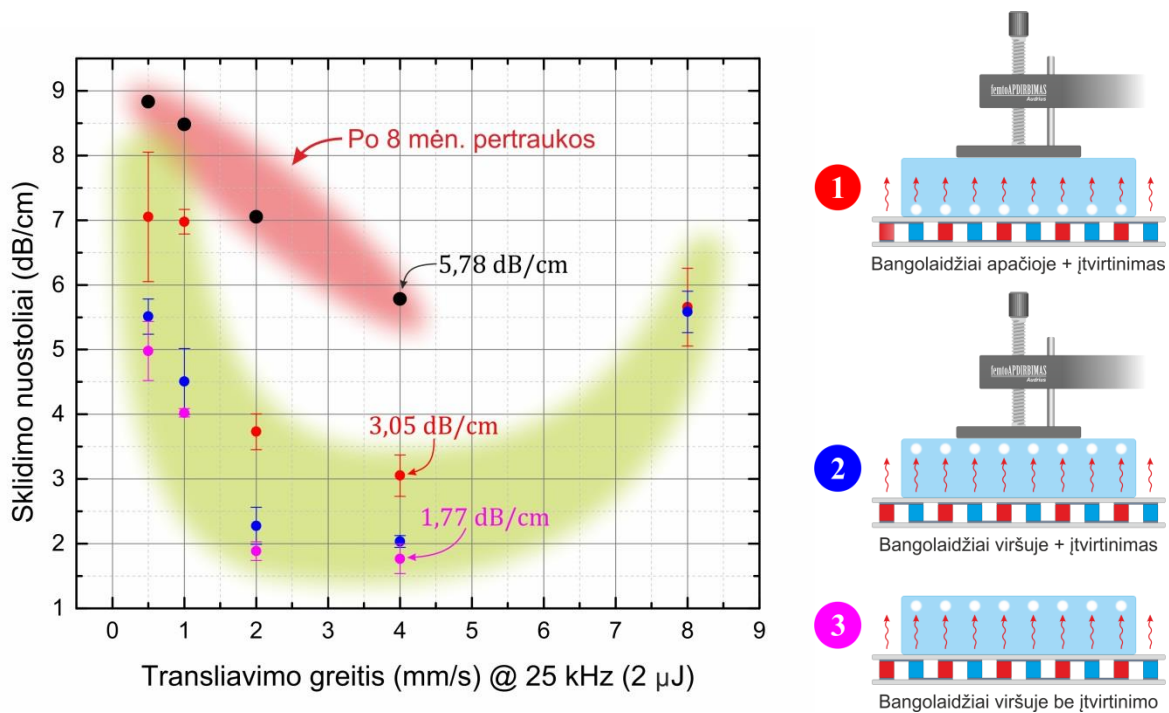 Sklidimo nuostoliai (dB/cm)
9
8
7
6
5
4
3
2
1
Po 8 mėn. pertraukos
5,78 dB/cm
3,05 dB/cm
1,77 dB/cm
0 1 2 3 4 5 6 7 8 9
Transliavimo greitis (mm/s) @ 25 kHz (2 µJ)
femtoAPDIRBIMAS
1
Bangolaidžiai apačioje + įtvirtinimas
femtoAPDIRBIMAS
2
Bangolaidžiai viršuje + įtvirtinimas
3
Bangolaidžiai viršuje be įtvirtinimo